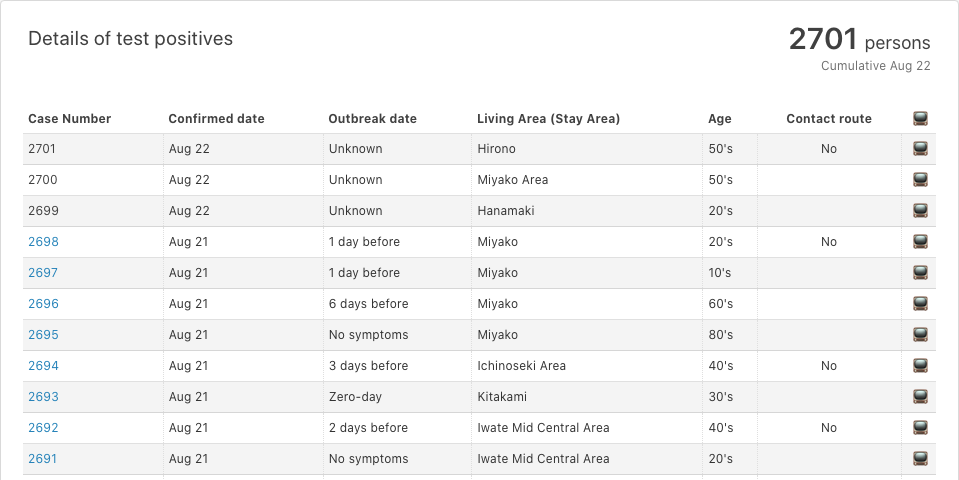 Details of test positives
2701 persons
Cumulative Aug 22
Case Number Confirmed date Outbreak date Living Area (Stay Area) Age Contact route
2701 Aug 22 Unknown Hirono 50's No
2700 Aug 22 Unknown Miyako Area 50's
2699 Aug 22 Unknown Hanamaki 20's
2698 Aug 21 1 day before Miyako 20's No
2697 Aug 21 1 day before Miyako 10's
2696 Aug 21 6 days before Miyako 60's
2695 Aug 21 No symptoms Miyako 80's
2694 Aug 21 3 days before Ichinoseki Area 40's No
2693 Aug 21 Zero-day Kitakami 30's
2692 Aug 21 2 days before Iwate Mid Central Area 40's No
2691 Aug 21 No symptoms Iwate Mid Central Area 20's